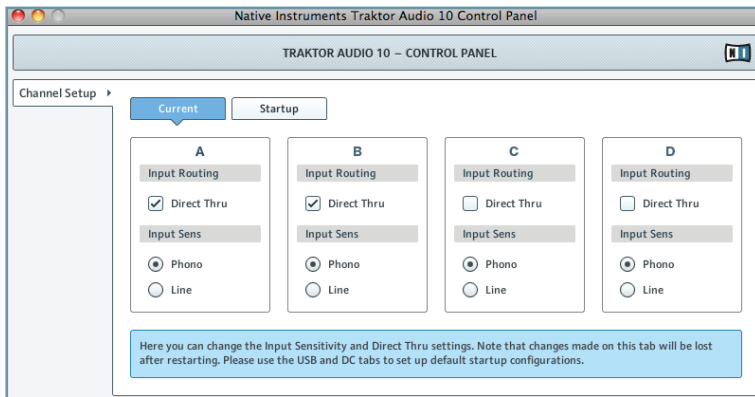 Native Instruments Traktor Audio 10 Control Panel
TRAKTOR AUDIO 10 – CONTROL PANEL
NI
Channel Setup
Current Startup
A B C D
Input Routing Input Routing Input Routing Input Routing
Direct Thru Direct Thru Direct Thru Direct Thru
Input Sens Input Sens Input Sens Input Sens
Phono Phono Phono Phono
Line Line Line Line
Here you can change the Input Sensitivity and Direct Thru settings. Note that changes made on this tab will be lost
after restarting. Please use the USB and DC tabs to set up default startup configurations.